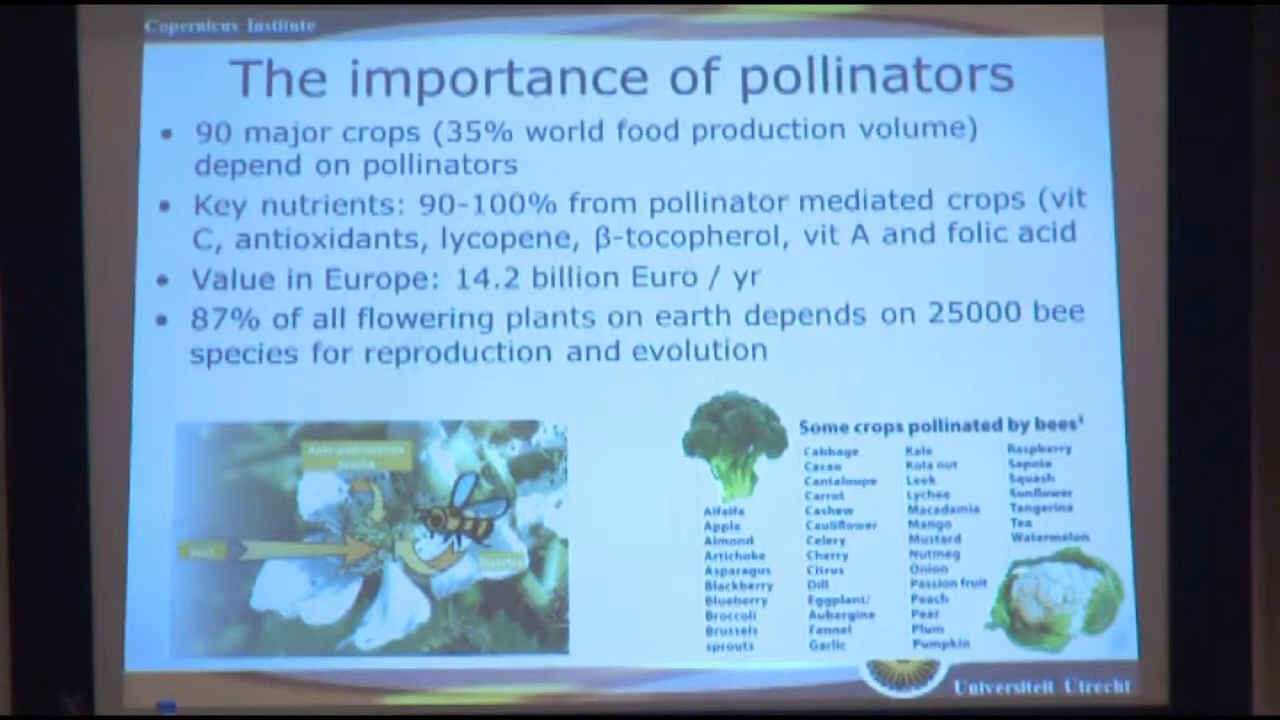 Copernicus Institute
The importance of pollinators
• 90 major crops (35% world food production volume)
depend on pollinators
• Key nutrients: 90-100% from pollinator mediated crops (vit
C, antioxidants, lycopene, β-tocopherol, vit A and folic acid
• Value in Europe: 14.2 billion Euro / yr
• 87% of all flowering plants on earth depends on 25000 bee
species for reproduction and evolution
Some crops pollinated by bees¹
Alfalfa
Apple
Almond
Artichoke
Asparagus
Blackberry
Blueberry
Broccoli
Brussels
sprouts
Cabbage
Cacao
Cantaloupe
Carrot
Cashew
Cauliflower
Celery
Cherry
Citrus
Dill
Eggplant/
Aubergine
Fennel
Garlic
Kale
Kola nut
Leek
Lychee
Macadamia
Mango
Mustard
Nutmeg
Onion
Passion fruit
Peach
Pear
Plum
Pumpkin
Raspberry
Sapote
Squash
Sunflower
Tangerine
Tea
Watermelon
Universiteit Utrecht